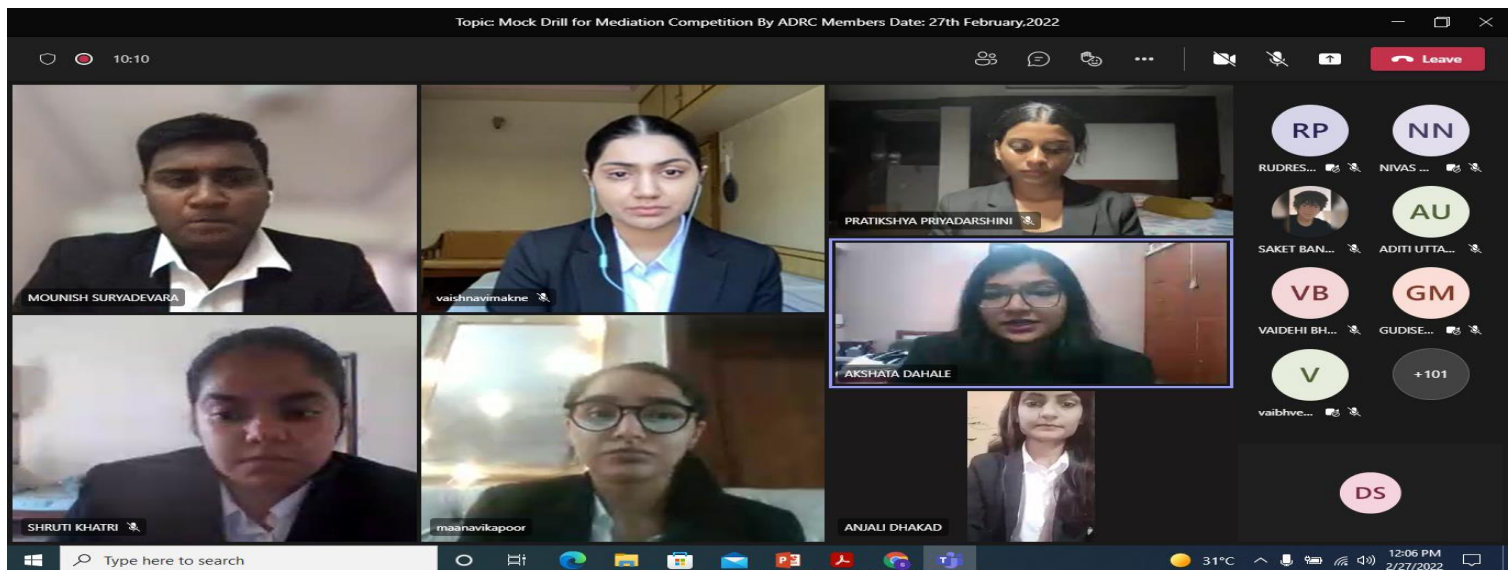 Topic: Mock Drill for Mediation Competition By ADRC Members Date: 27th February,2022
10:10
Leave
MOUNISH SURYADEVARA
vaishnavimakne
PRATIKSHYA PRIYADARSHINI
AKSHATA DAHALE
SHRUTI KHATRI
maanavikapoor
ANJALI DHAKAD
RP
NN
RUDRES...
NIVAS ...
AU
SAKET BAN...
ADITI UTTA...
VB
GM
VAIDEHI BH...
GUDISE...
V
+101
vaibhve...
DS
Type here to search
31°C
12:06 PM
2/27/2022